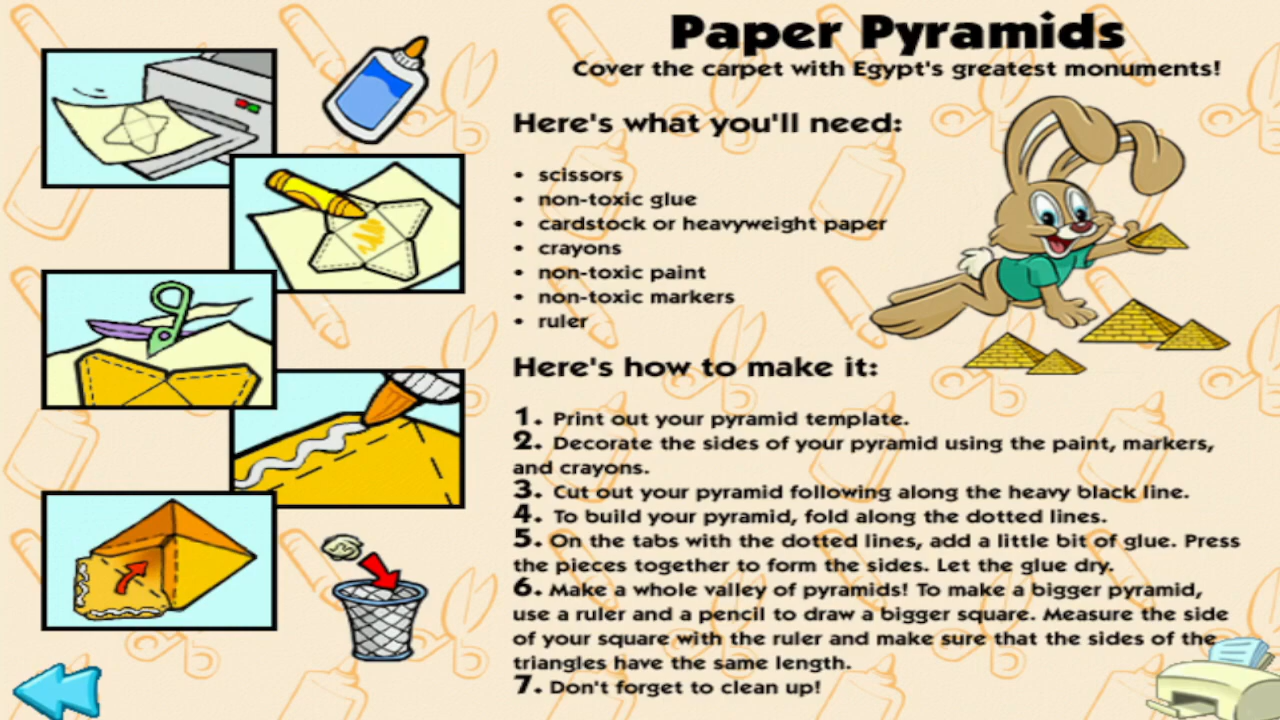 Paper Pyramids
Cover the carpet with Egypt's greatest monuments!
Here's what you'll need:
• scissors
• non-toxic glue
• cardstock or heavyweight paper
• crayons
• non-toxic paint
• non-toxic markers
• ruler
Here's how to make it:
1. Print out your pyramid template.
2. Decorate the sides of your pyramid using the paint, markers,
and crayons.
3. Cut out your pyramid following along the heavy black line.
4. To build your pyramid, fold along the dotted lines.
5. On the tabs with the dotted lines, add a little bit of glue. Press
the pieces together to form the sides. Let the glue dry.
6. Make a whole valley of pyramids! To make a bigger pyramid,
use a ruler and a pencil to draw a bigger square. Measure the side
of your square with the ruler and make sure that the sides of the
triangles have the same length.
7. Don't forget to clean up!